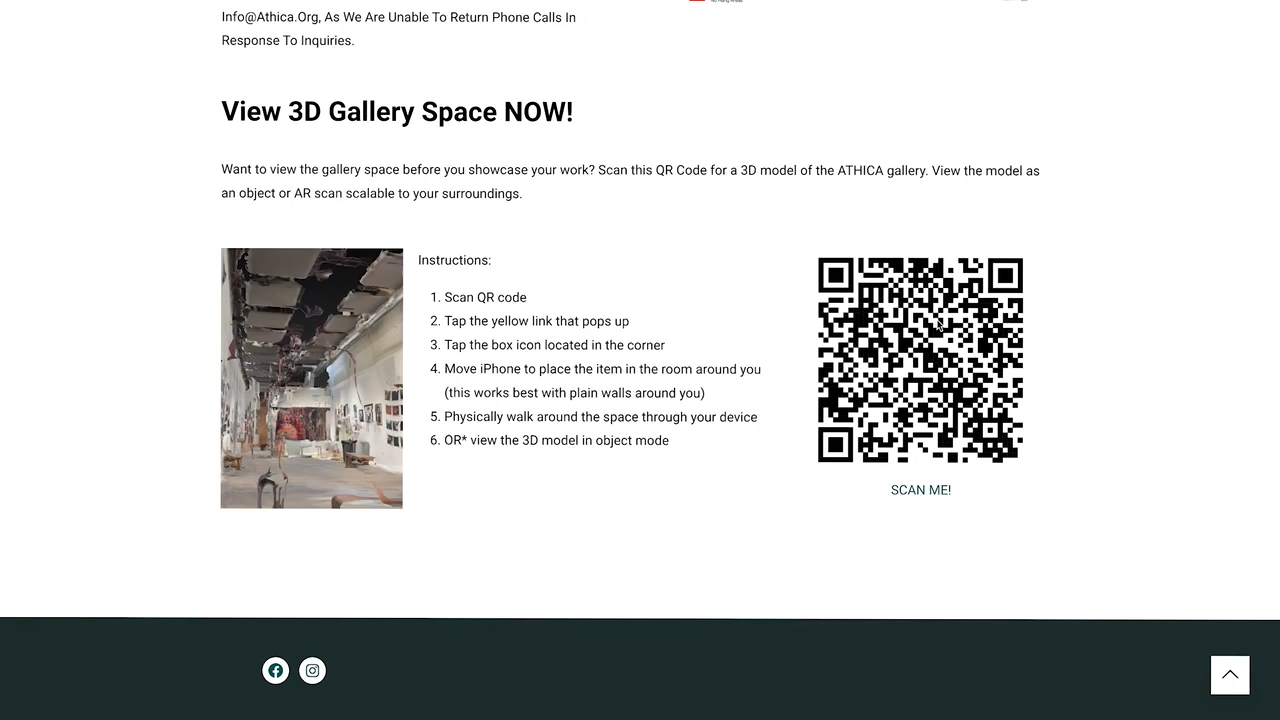 Info@Athica.Org, As We Are Unable To Return Phone Calls In
Response To Inquiries.
View 3D Gallery Space NOW!
Want to view the gallery space before you showcase your work? Scan this QR Code for a 3D model of the ATHICA gallery. View the model as
an object or AR scan scalable to your surroundings.
Instructions:
1. Scan QR code
2. Tap the yellow link that pops up
3. Tap the box icon located in the corner
4. Move iPhone to place the item in the room around you
(this works best with plain walls around you)
5. Physically walk around the space through your device
6. OR* view the 3D model in object mode
SCAN ME!